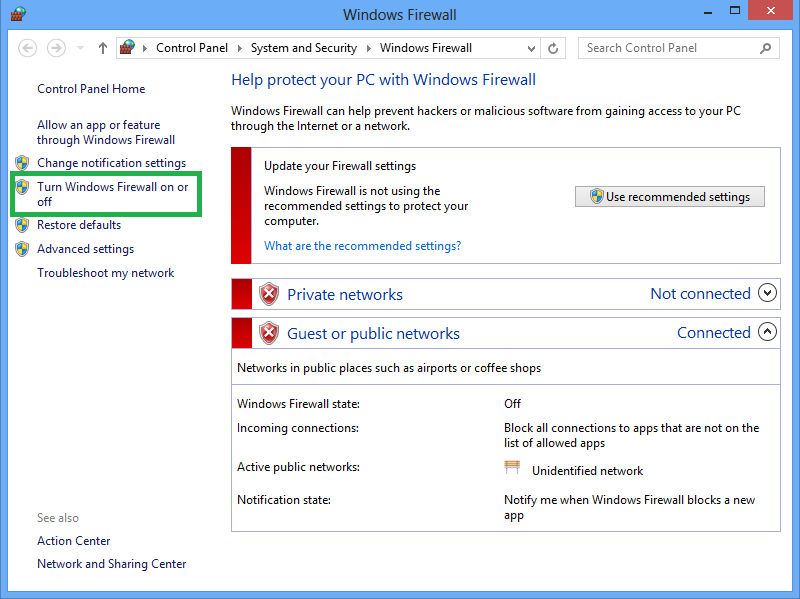 Windows Firewall
Control Panel
System and Security
Windows Firewall
Search Control Panel
Control Panel Home
Allow an app or feature
through Windows Firewall
Change notification settings
Turn Windows Firewall on or
off
Restore defaults
Advanced settings
Troubleshoot my network
See also
Action Center
Network and Sharing Center
Help protect your PC with Windows Firewall
Windows Firewall can help prevent hackers or malicious software from gaining access to your PC
through the Internet or a network.
Update your Firewall settings
Windows Firewall is not using the
recommended settings to protect your
computer.
What are the recommended settings?
Use recommended settings
Private networks Not connected
Guest or public networks Connected
Networks in public places such as airports or coffee shops
Windows Firewall state: Off
Incoming connections: Block all connections to apps that are not on the
list of allowed apps
Active public networks: Unidentified network
Notification state: Notify me when Windows Firewall blocks a new
app